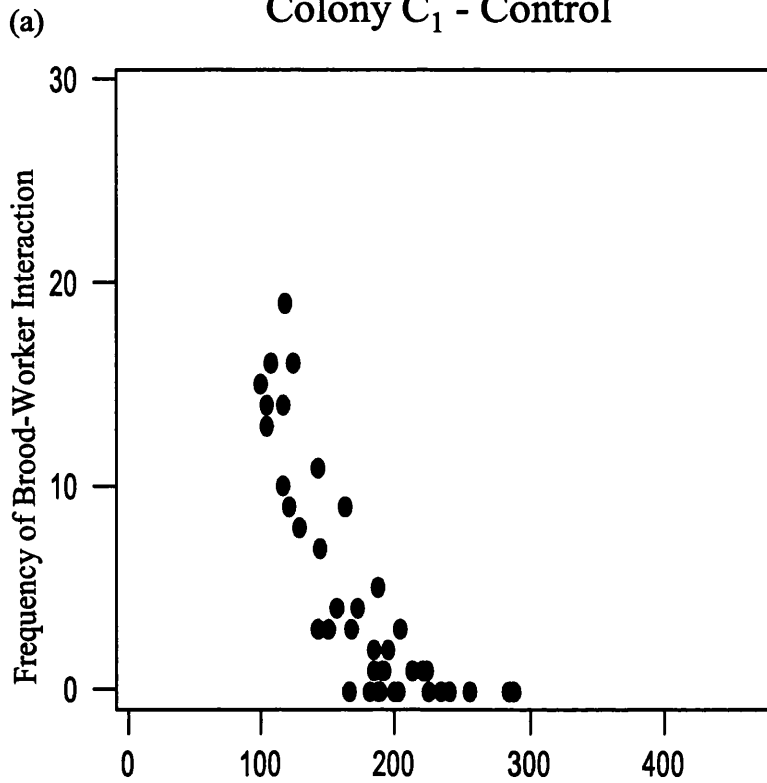 (a)
Colony C₁ - Control
Frequency of Brood-Worker Interaction
30
20
10
0
0 100 200 300 400